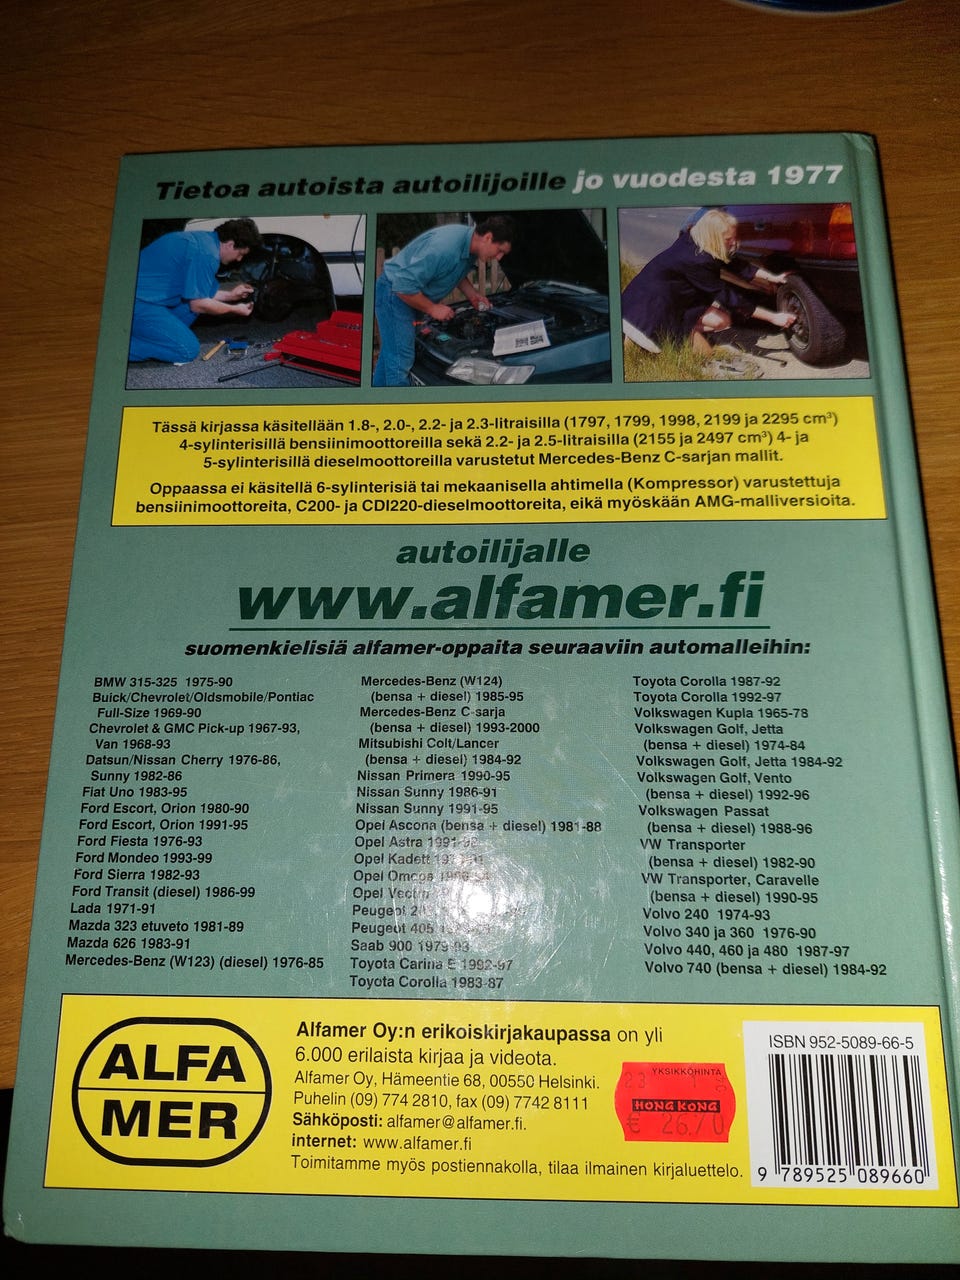 Tietoa autoista autoilijoille jo vuodesta 1977
Tässä kirjassa käsitellään 1.8-, 2.0-, 2.2- ja 2.3-litraisilla (1797, 1799, 1998, 2199 ja 2295 cm³)
4-sylinterisillä bensiinimoottoreilla sekä 2.2- ja 2.5-litraisilla (2155 ja 2497 cm³) 4- ja
5-sylinterisillä dieselmoottoreilla varustetut Mercedes-Benz C-sarjan mallit.
Oppaassa ei käsitellä 6-sylinterisiä tai mekaanisella ahtimella (Kompressor) varustettuja
bensiinimoottoreita, C200- ja CDI220-dieselmoottoreita, eikä myöskään AMG-malliversioita.
autoilijalle
www.alfamer.fi
suomenkielisiä alfamer-oppaita seuraaviin automalleihin:
BMW 315-325 1975-90
Buick/Chevrolet/Oldsmobile/Pontiac
Full-Size 1969-90
Chevrolet & GMC Pick-up 1967-93,
Van 1968-93
Datsun/Nissan Cherry 1976-86,
Sunny 1982-86
Fiat Uno 1983-95
Ford Escort, Orion 1980-90
Ford Escort, Orion 1991-95
Ford Fiesta 1976-93
Ford Mondeo 1993-99
Ford Sierra 1982-93
Ford Transit (diesel) 1986-99
Lada 1971-91
Mazda 323 etuveto 1981-89
Mazda 626 1983-91
Mercedes-Benz (W123) (diesel) 1976-85
Mercedes-Benz (W124)
(bensa + diesel) 1985-95
Mercedes-Benz C-sarja
(bensa + diesel) 1993-2000
Mitsubishi Colt/Lancer
(bensa + diesel) 1984-92
Nissan Primera 1990-95
Nissan Sunny 1986-91
Nissan Sunny 1991-95
Opel Ascona (bensa + diesel) 1981-88
Opel Astra
Opel Kadett
Opel Omega
Opel Vectra
Peugeot
Peugeot 405
Saab 900 1979-93
Toyota Carina E 1992-97
Toyota Corolla 1983-87
Toyota Corolla 1987-92
Toyota Corolla 1992-97
Volkswagen Kupla 1965-78
Volkswagen Golf, Jetta
(bensa + diesel) 1974-84
Volkswagen Golf, Jetta 1984-92
Volkswagen Golf, Vento
(bensa + diesel) 1992-96
Volkswagen Passat
(bensa + diesel) 1988-96
VW Transporter
(bensa + diesel) 1982-90
VW Transporter, Caravelle
(bensa + diesel) 1990-95
Volvo 240 1974-93
Volvo 340 ja 360 1976-90
Volvo 440, 460 ja 480 1987-97
Volvo 740 (bensa + diesel) 1984-92
ALFA
MER
Alfamer Oy:n erikoiskirjakaupassa on yli
6.000 erilaista kirjaa ja videota.
Alfamer Oy, Hämeentie 68, 00550 Helsinki.
Puhelin (09) 774 2810, fax (09) 7742 8111
Sähköposti: alfamer@alfamer.fi.
internet: www.alfamer.fi
Toimitamme myös postiennakolla, tilaa ilmainen kirjaluettelo.
YKSIKKÖHINTA
HONG KONG
€ 26.70
ISBN 952-5089-66-5
9 789525 089660